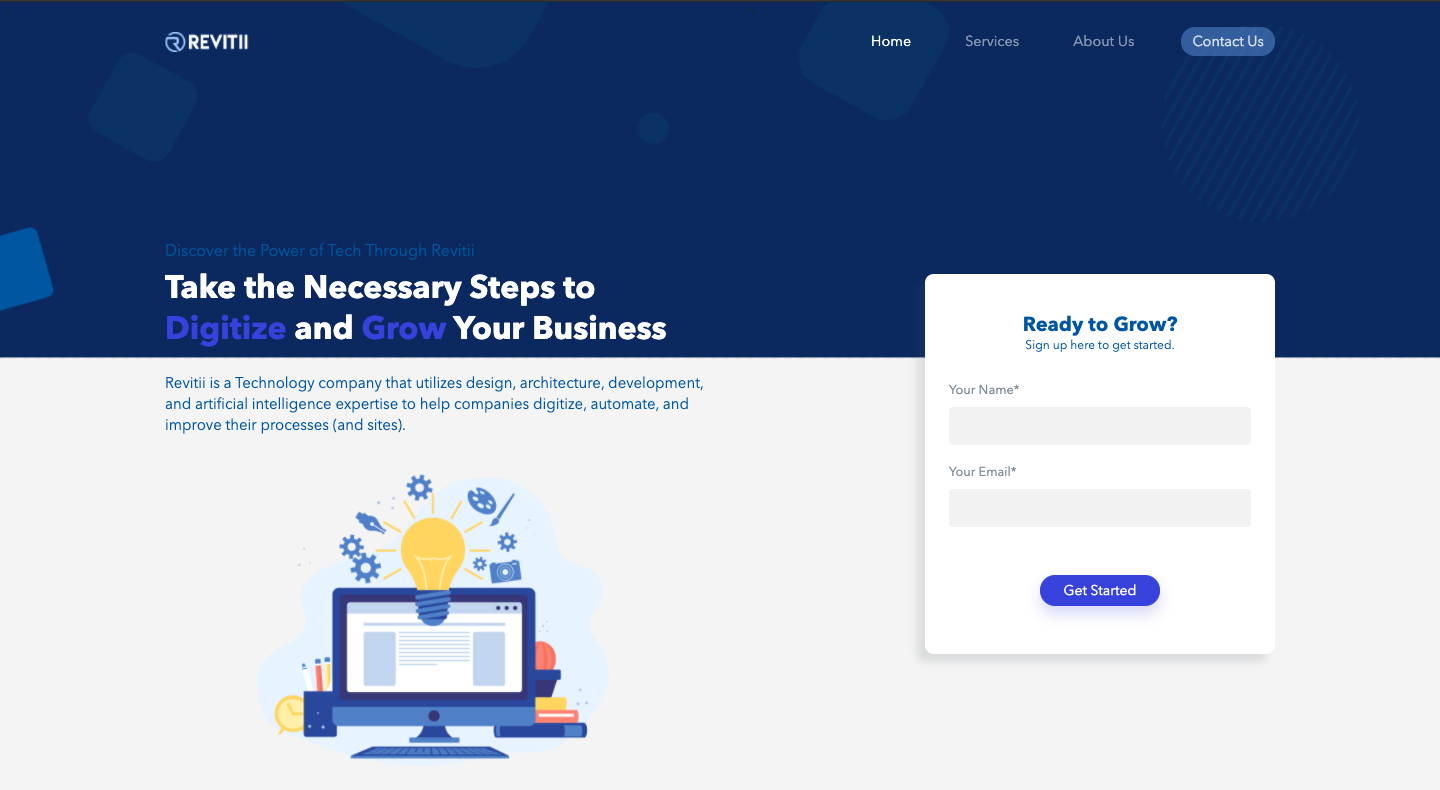 REVITII
Home
Services
About Us
Contact Us
Discover the Power of Tech Through Revitii
Take the Necessary Steps to
Digitize and Grow Your Business
Revitii is a Technology company that utilizes design, architecture, development,
and artificial intelligence expertise to help companies digitize, automate, and
improve their processes (and sites).
Ready to Grow?
Sign up here to get started.
Your Name*
Your Email*
Get Started